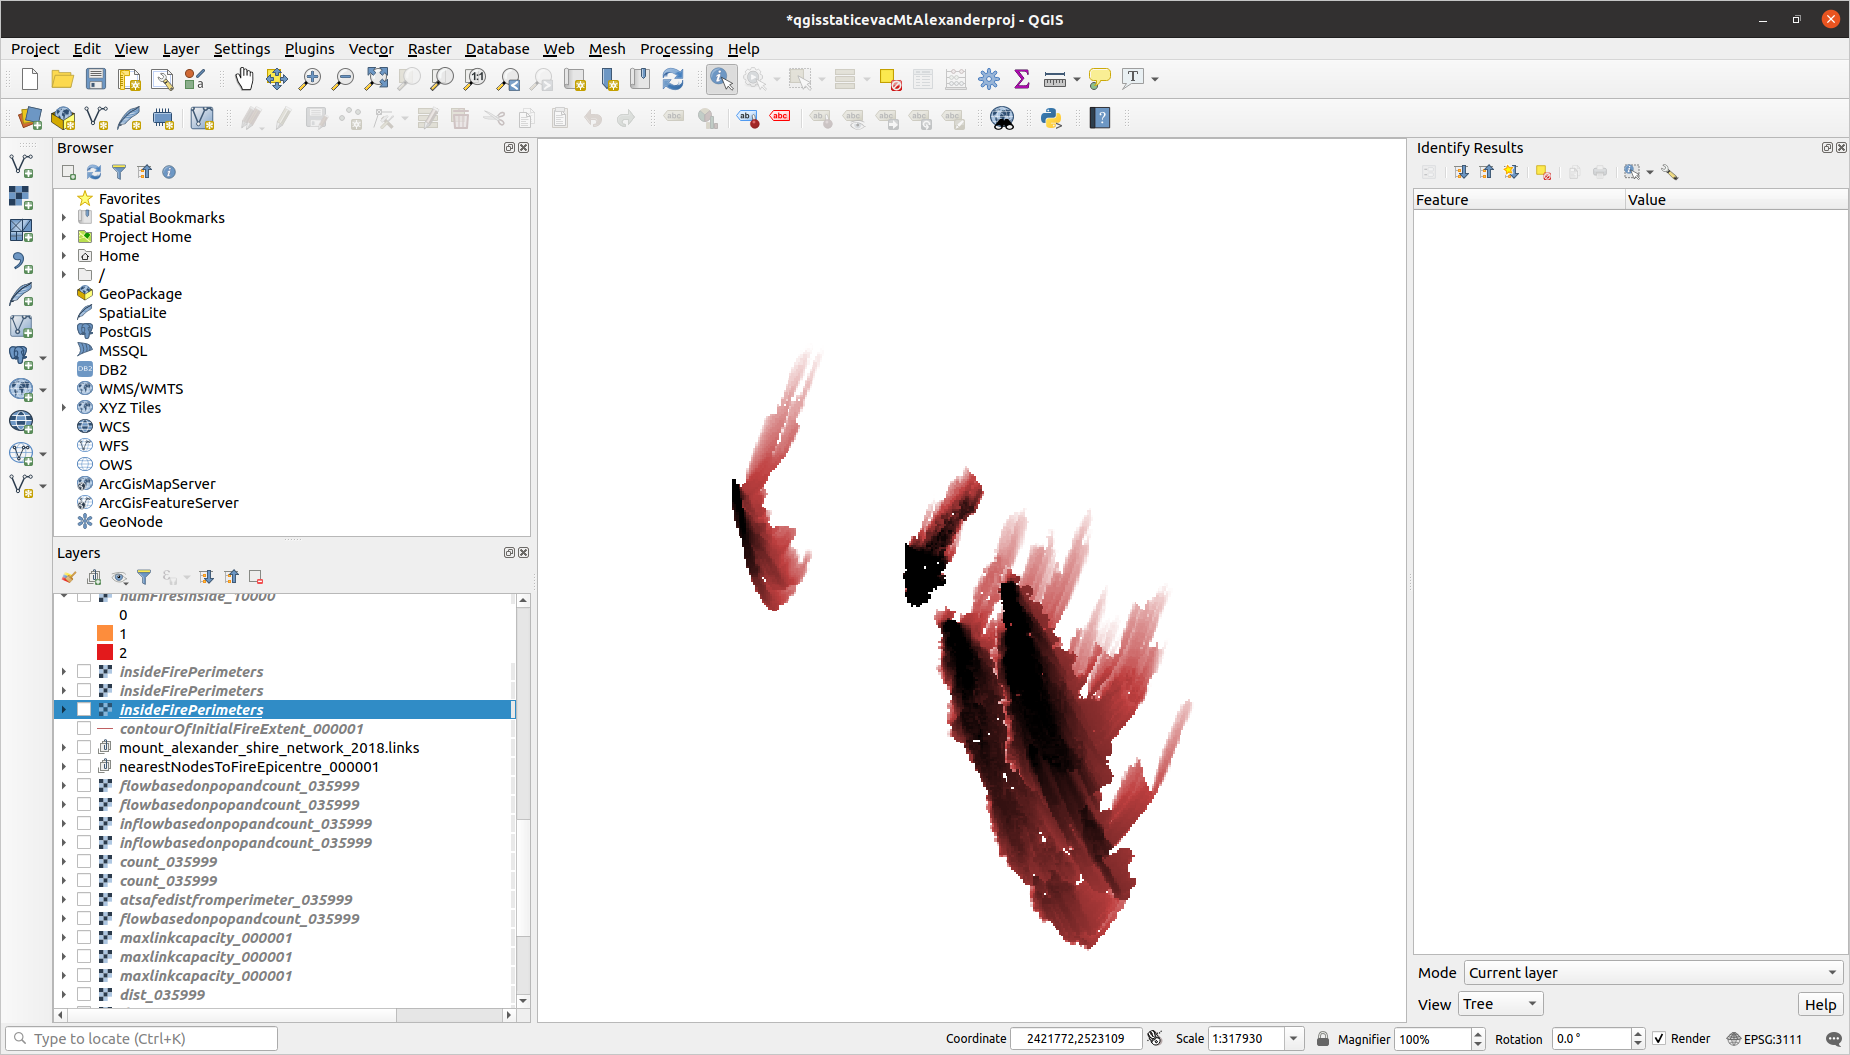 *qgisstaticevacMtAlexanderproj - QGIS
Project Edit View Layer Settings Plugins Vector Raster Database Web Mesh Processing Help
Browser
Favorites
Spatial Bookmarks
Project Home
Home
/
GeoPackage
SpatiaLite
PostGIS
MSSQL
DB2
WMS/WMTS
XYZ Tiles
WCS
WFS
OWS
ArcGisMapServer
ArcGisFeatureServer
GeoNode
Layers
numFiresInside_10000
0
1
2
insideFirePerimeters
insideFirePerimeters
insideFirePerimeters
contourOfInitialFireExtent_000001
mount_alexander_shire_network_2018.links
nearestNodesToFireEpicentre_000001
flowbasedonpopandcount_035999
flowbasedonpopandcount_035999
inflowbasedonpopandcount_035999
inflowbasedonpopandcount_035999
count_035999
count_035999
atsafedistfromperimeter_035999
flowbasedonpopandcount_035999
maxlinkcapacity_000001
maxlinkcapacity_000001
maxlinkcapacity_000001
dist_035999
Identify Results
Feature Value
Mode Current layer
View Tree Help
Type to locate (Ctrl+K) Coordinate 2421772,2523109 Scale 1:317930 Magnifier 100% Rotation 0.0 ° Render EPSG:3111